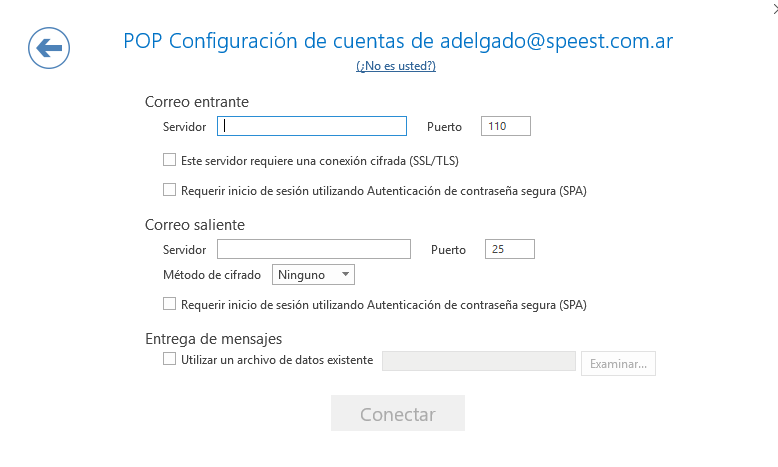 POP Configuración de cuentas de adelgado@speest.com.ar
(¿No es usted?)
Correo entrante
Servidor Puerto 110
Este servidor requiere una conexión cifrada (SSL/TLS)
Requerir inicio de sesión utilizando Autenticación de contraseña segura (SPA)
Correo saliente
Servidor Puerto 25
Método de cifrado Ninguno
Requerir inicio de sesión utilizando Autenticación de contraseña segura (SPA)
Entrega de mensajes
Utilizar un archivo de datos existente Examinar...
Conectar